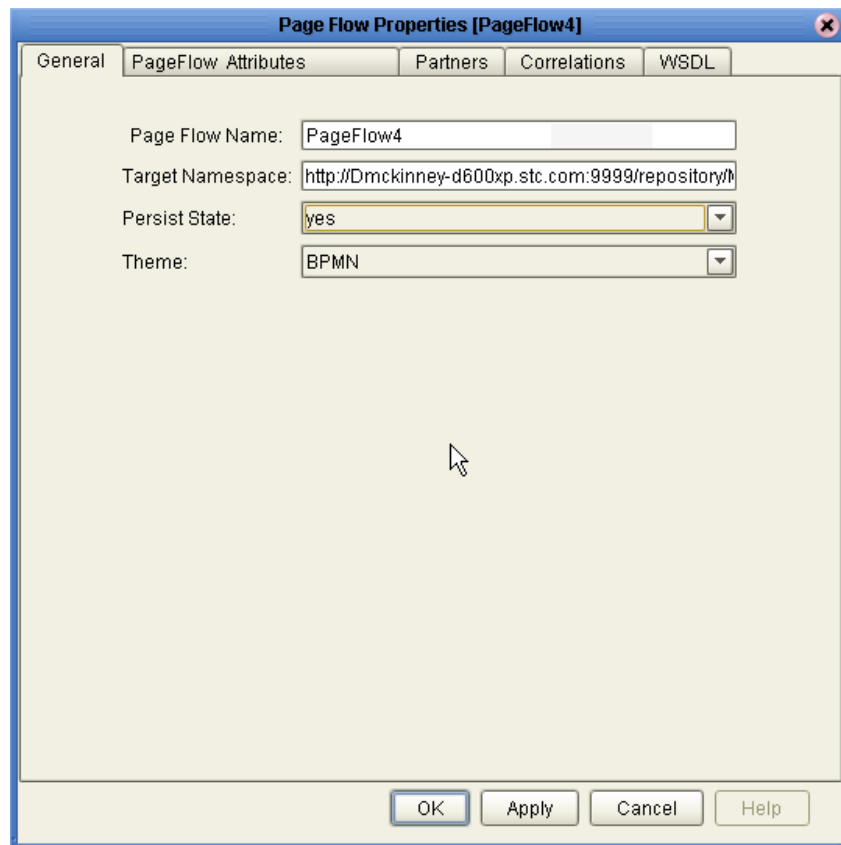 Page Flow Properties [PageFlow4]
General PageFlow Attributes Partners Correlations WSDL
Page Flow Name: PageFlow4
Target Namespace: http://Dmckinney-d600xp.stc.com:9999/repository/
Persist State: yes
Theme: BPMN
OK Apply Cancel Help